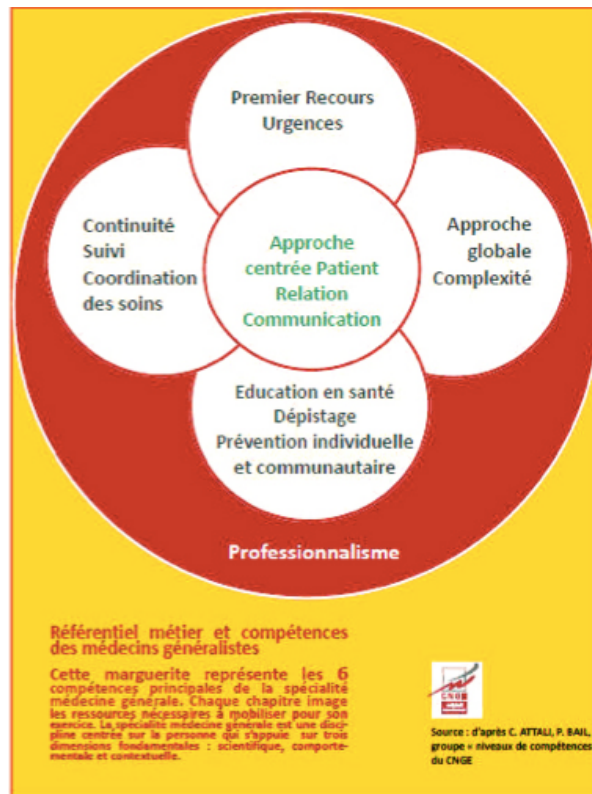 Premier Recours
Urgences
Continuité
Suivi
Coordination
des soins
Approche
centrée Patient
Relation
Communication
Approche
globale
Complexité
Education en santé
Dépistage
Prévention individuelle
et communautaire
Professionnalisme
Référentiel métier et compétences
des médecins généralistes
Cette marguerite représente les 6
compétences principales de la spécialité
médecine générale. Chaque chapitre image
les ressources nécessaires à mobiliser pour son
exercice. La spécialité médecine générale est une disci-
pline centrée sur la personne qui s'appuie sur trois
dimensions fondamentales : scientifique, comporte-
mentale et contextuelle.
CNGE
Source : d'après C. ATTALI, P. BAIL,
groupe « niveaux de compétences
du CNGE